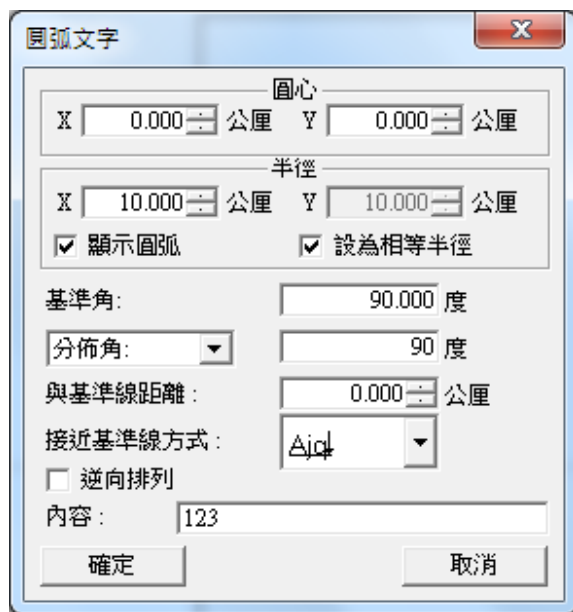 圓弧文字
圓心
X 0.000 公厘 Y 0.000 公厘
半徑
X 10.000 公厘 Y 10.000 公厘
顯示圓弧 設為相等半徑
基準角: 90.000 度
分佈角: 90 度
與基準線距離: 0.000 公厘
接近基準線方式: Ajql
逆向排列
內容: 123
確定 取消